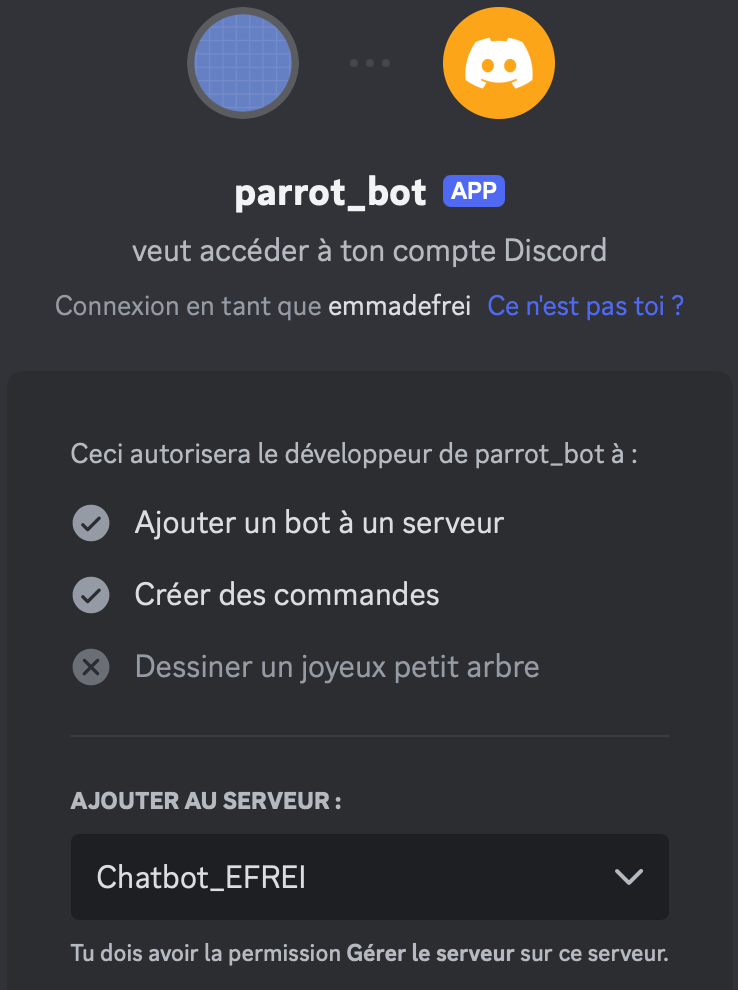 parrot_bot APP
veut accéder à ton compte Discord
Connexion en tant que emmadefrei Ce n'est pas toi ?
Ceci autorisera le développeur de parrot_bot à :
Ajouter un bot à un serveur
Créer des commandes
Dessiner un joyeux petit arbre
AJOUTER AU SERVEUR :
Chatbot_EFREI
Tu dois avoir la permission Gérer le serveur sur ce serveur.